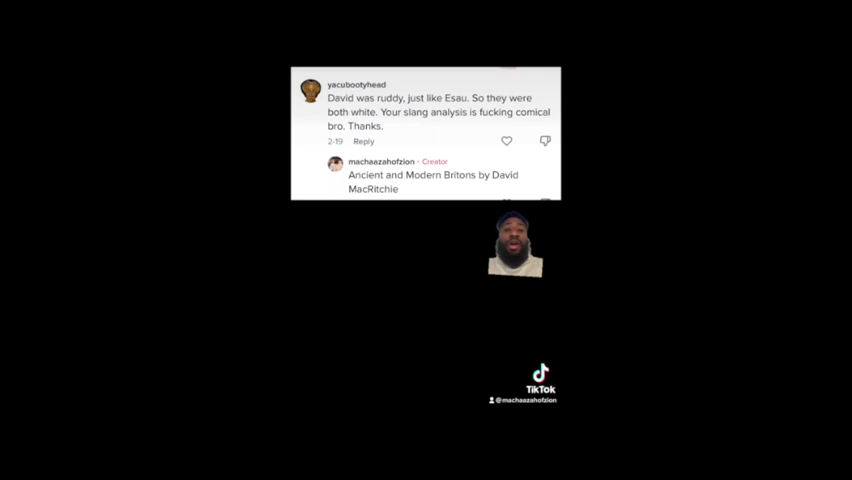 yacubootyhead
David was ruddy, just like Esau. So they were
both white. Your slang analysis is fucking comical
bro. Thanks.
2-19 Reply
machaazahofzion · Creator
Ancient and Modern Britons by David
MacRitchie
TikTok
@machaazahofzion